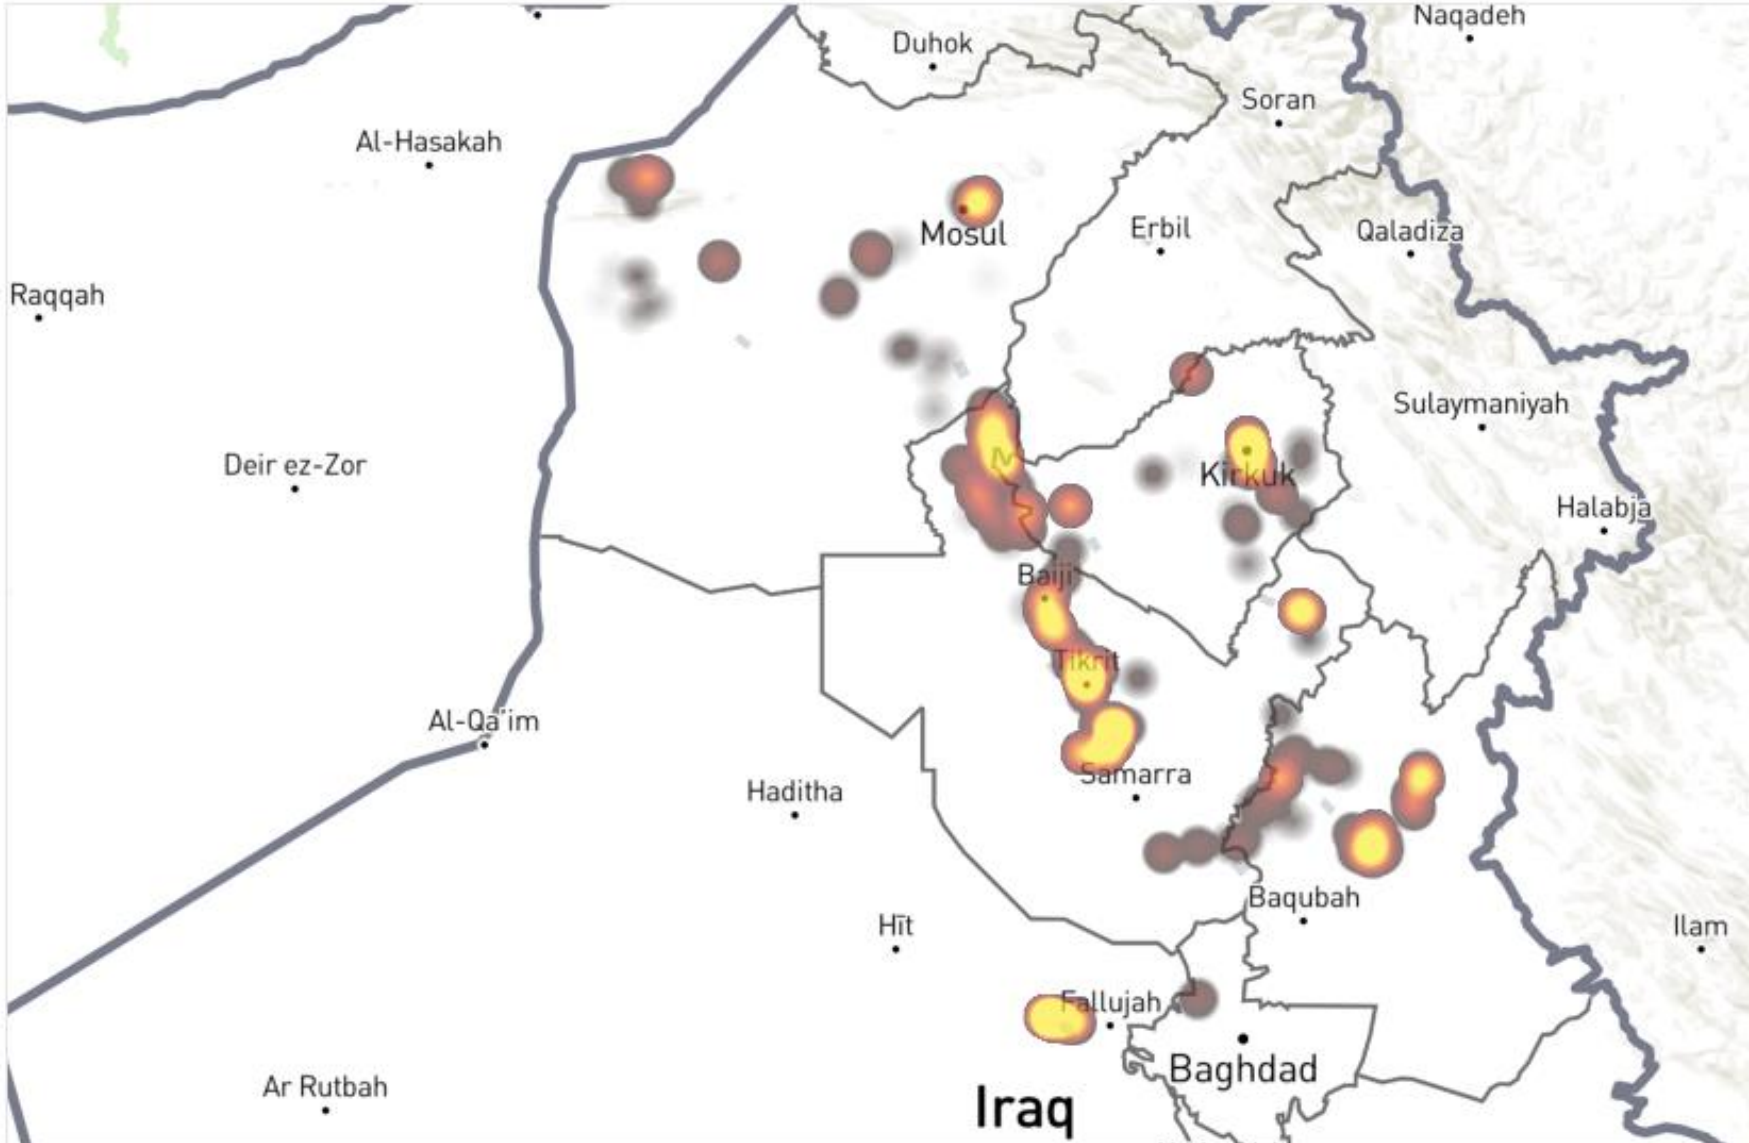 Naqadeh
Duhok
Soran
Al-Hasakah
Mosul
Erbil
Qaladiza
Raqqah
Sulaymaniyah
Deir ez-Zor
Kirkuk
Halabja
Baiji
Tikrit
Al-Qa'im
Samarra
Haditha
Baqubah
Hīt
Ilam
Fallujah
Baghdad
Ar Rutbah
Iraq